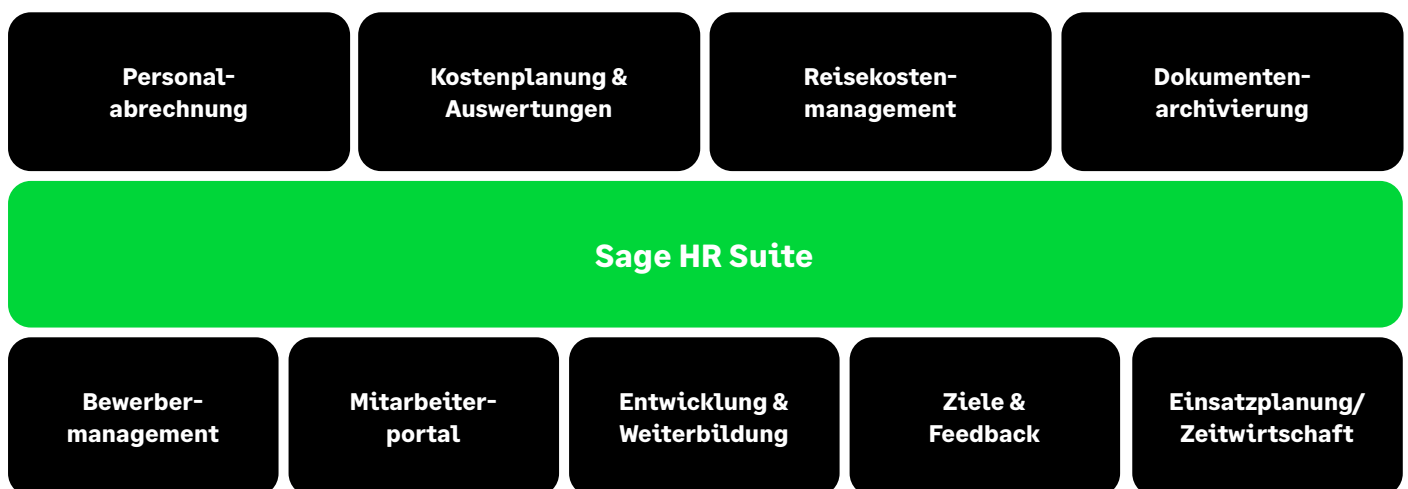 Personal-
abrechnung
Kostenplanung &
Auswertungen
Reisekosten-
management
Dokumenten-
archivierung
Sage HR Suite
Bewerber-
management
Mitarbeiter-
portal
Entwicklung &
Weiterbildung
Ziele &
Feedback
Einsatzplanung/
Zeitwirtschaft